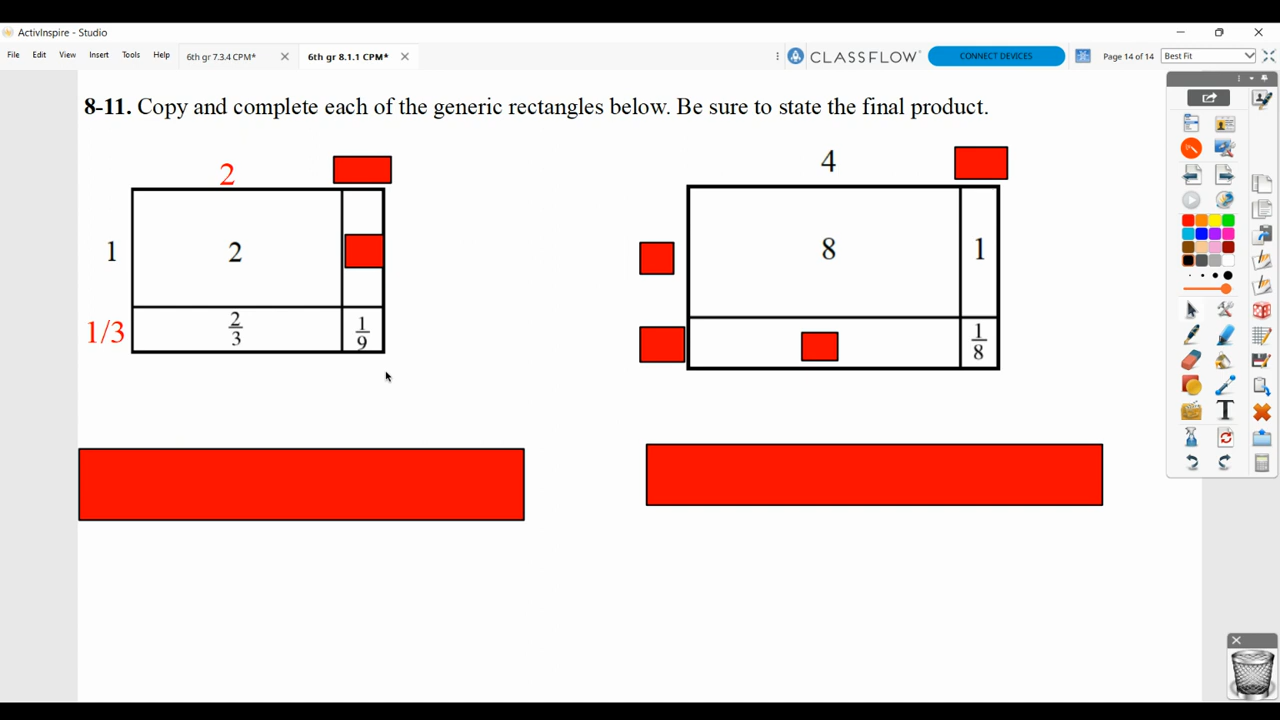 ActivInspire - Studio
File Edit View Insert Tools Help 6th gr 7.3.4 CPM* 6th gr 8.1.1 CPM* CLASSFLOW CONNECT DEVICES Page 14 of 14 Best Fit
8-11. Copy and complete each of the generic rectangles below. Be sure to state the final product.
2
1 2
1/3 2/3 1/9
4
8 1
1/8
T